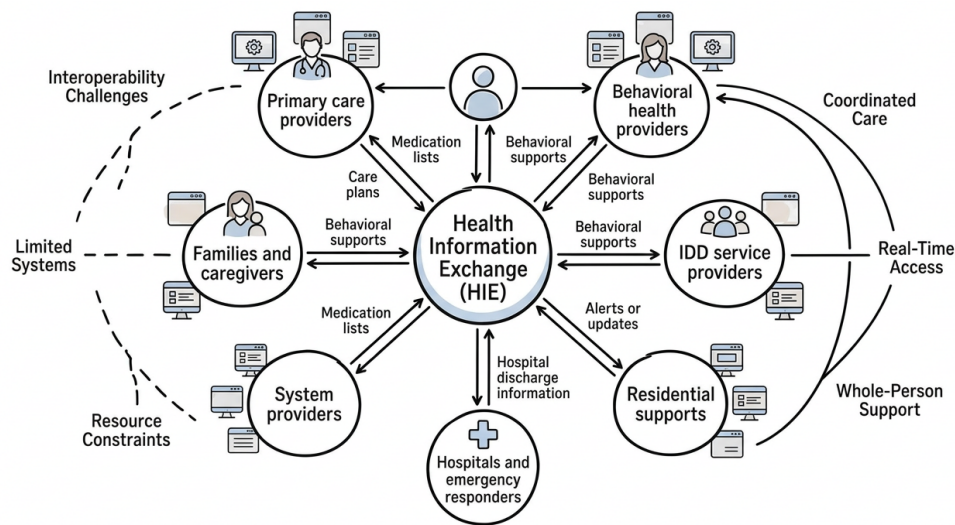 Interoperability
Challenges
Primary care
providers
Behavioral
health
providers
Coordinated
Care
Medication
lists
Behavioral
supports
Care
plans
Behavioral
supports
Limited
Systems
Families and
caregivers
Behavioral
supports
Health
Information
Exchange
(HIE)
Behavioral
supports
IDD service
providers
Real-Time
Access
Medication
lists
Alerts or
updates
Hospital
discharge
information
Resource
Constraints
System
providers
Residential
supports
Whole-Person
Support
Hospitals and
emergency
responders